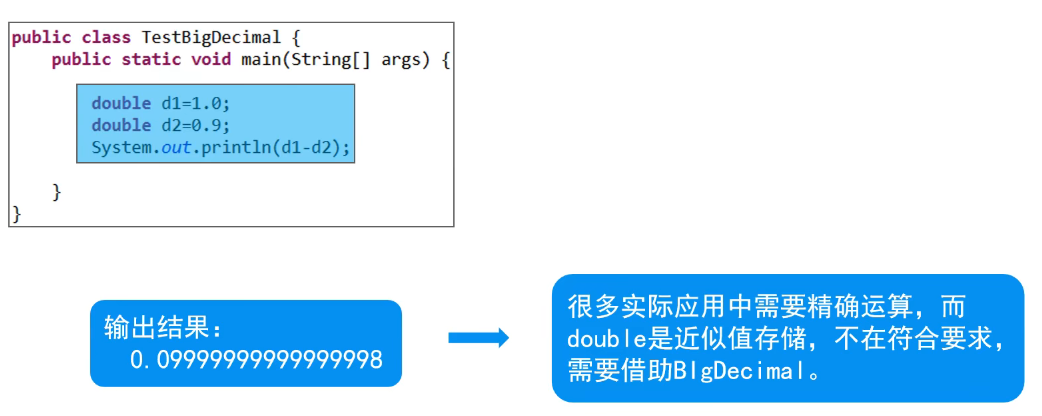 public class TestBigDecimal {
public static void main(String[] args) {
double d1=1.0;
double d2=0.9;
System.out.println(d1-d2);
}
}
输出结果：
0.09999999999999998
很多实际应用中需要精确运算，而
double是近似值存储，不在符合要求，
需要借助BIgDecimal。